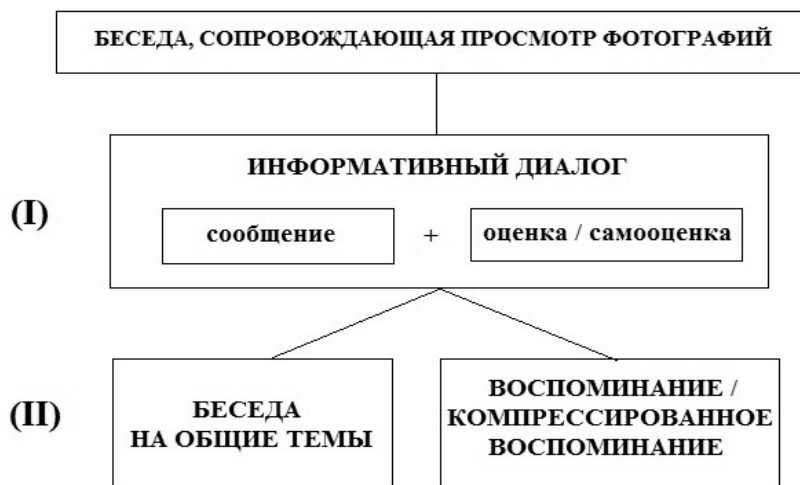 БЕСЕДА, СОПРОВОЖДАЮЩАЯ ПРОСМОТР ФОТОГРАФИЙ
ИНФОРМАТИВНЫЙ ДИАЛОГ
(I)
сообщение + оценка / самооценка
(II)
БЕСЕДА
НА ОБЩИЕ ТЕМЫ
ВОСПОМИНАНИЕ /
КОМПРЕССИРОВАННОЕ
ВОСПОМИНАНИЕ